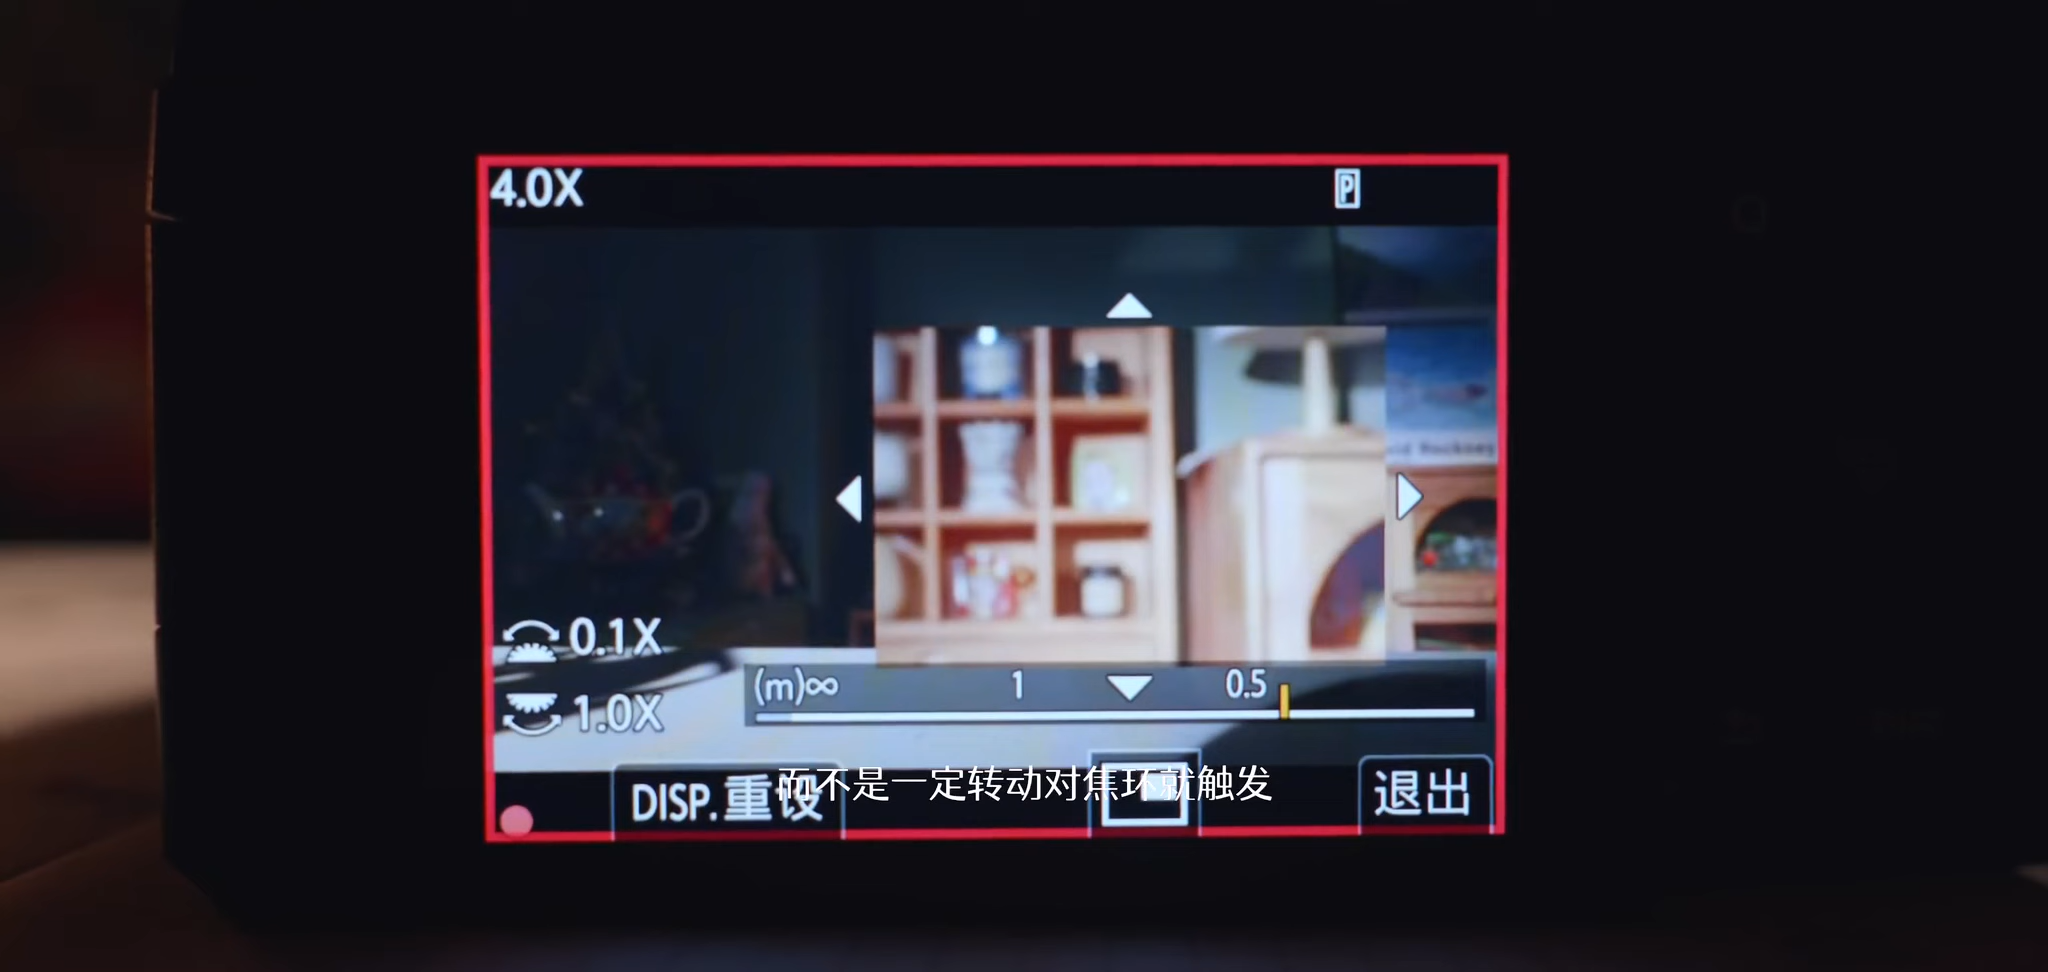 4.0X
P
0.1X
(m)∞ 1 0.5
1.0X
DISP.重设
而不是一定转动对焦环就触发
退出